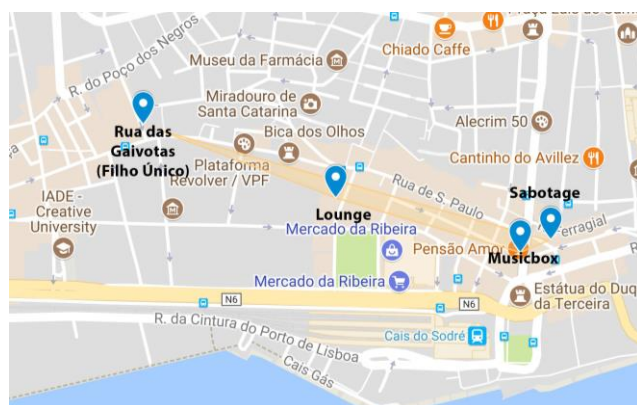 Chiado Caffe
R. do Poço dos Negros
Museu da Farmácia
Miradouro de
Santa Catarina
Alecrim 50
Rua das
Gaivotas
(Filho Único)
Bica dos Olhos
Plataforma
Revolver / VPF
Cantinho do Avillez
Rua de S. Paulo
Sabotage
IADE -
Creative
University
Lounge
Mercado da Ribeira
Pensão Amor
Musicbox
Mercado da Ribeira
Estátua do Duq
da Terceira
N6
N6
R. da Cintura do Porto de Lisboa
Cais do Sodré
Cais Gás